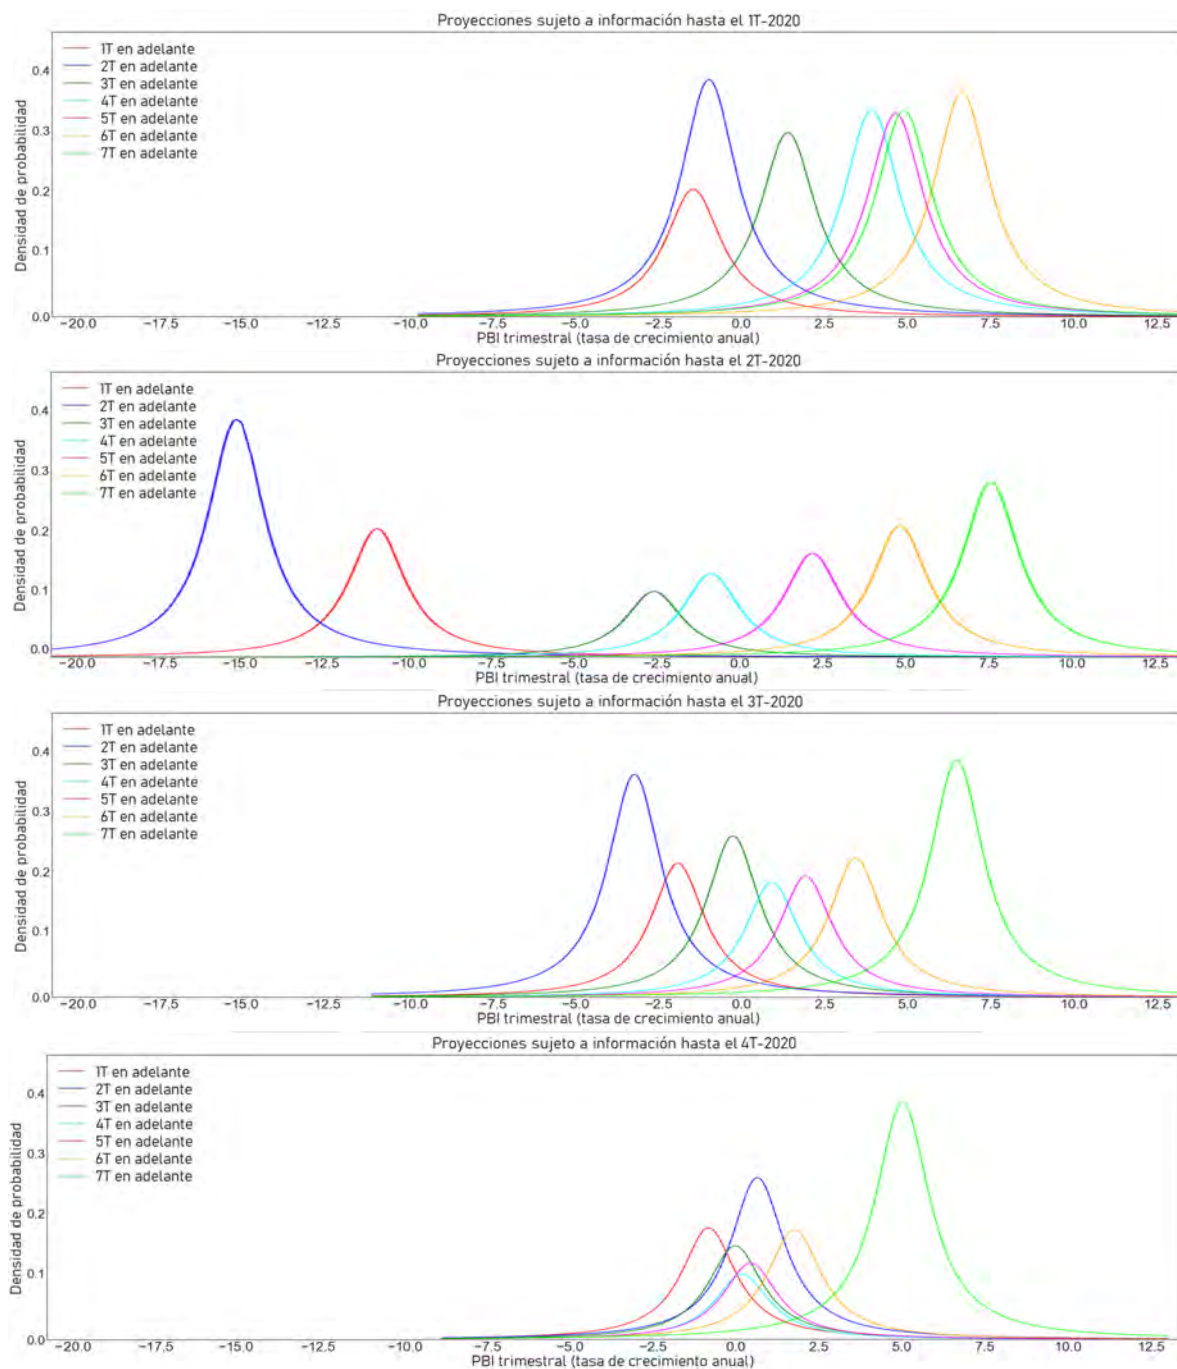 Proyecciones sujeto a información hasta el 1T-2020
Densidad de probabilidad
0.4
0.3
0.2
0.1
0.0
1T en adelante
2T en adelante
3T en adelante
4T en adelante
5T en adelante
6T en adelante
7T en adelante
−20.0 −17.5 −15.0 −12.5 −10.0 −7.5 −5.0 −2.5 0.0 2.5 5.0 7.5 10.0 12.5
PBI trimestral (tasa de crecimiento anual)
Proyecciones sujeto a información hasta el 2T-2020
Densidad de probabilidad
0.4
0.3
0.2
0.1
0.0
1T en adelante
2T en adelante
3T en adelante
4T en adelante
5T en adelante
6T en adelante
7T en adelante
−20.0 −17.5 −15.0 −12.5 −10.0 −7.5 −5.0 −2.5 0.0 2.5 5.0 7.5 10.0 12.5
PBI trimestral (tasa de crecimiento anual)
Proyecciones sujeto a información hasta el 3T-2020
Densidad de probabilidad
0.4
0.3
0.2
0.1
0.0
1T en adelante
2T en adelante
3T en adelante
4T en adelante
5T en adelante
6T en adelante
7T en adelante
−20.0 −17.5 −15.0 −12.5 −10.0 −7.5 −5.0 −2.5 0.0 2.5 5.0 7.5 10.0 12.5
PBI trimestral (tasa de crecimiento anual)
Proyecciones sujeto a información hasta el 4T-2020
Densidad de probabilidad
0.4
0.3
0.2
0.1
0.0
1T en adelante
2T en adelante
3T en adelante
4T en adelante
5T en adelante
6T en adelante
7T en adelante
−20.0 −17.5 −15.0 −12.5 −10.0 −7.5 −5.0 −2.5 0.0 2.5 5.0 7.5 10.0 12.5
PBI trimestral (tasa de crecimiento anual)